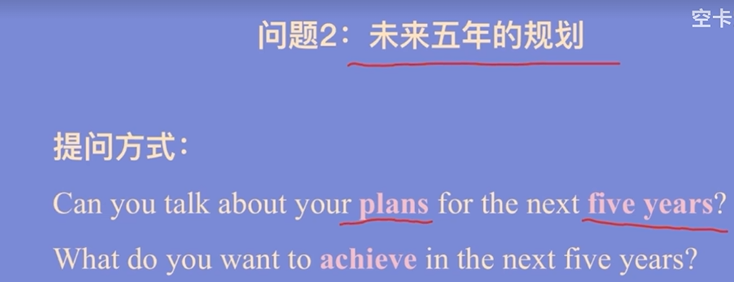 空卡
问题2：未来五年的规划
提问方式：
Can you talk about your plans for the next five years?
What do you want to achieve in the next five years?